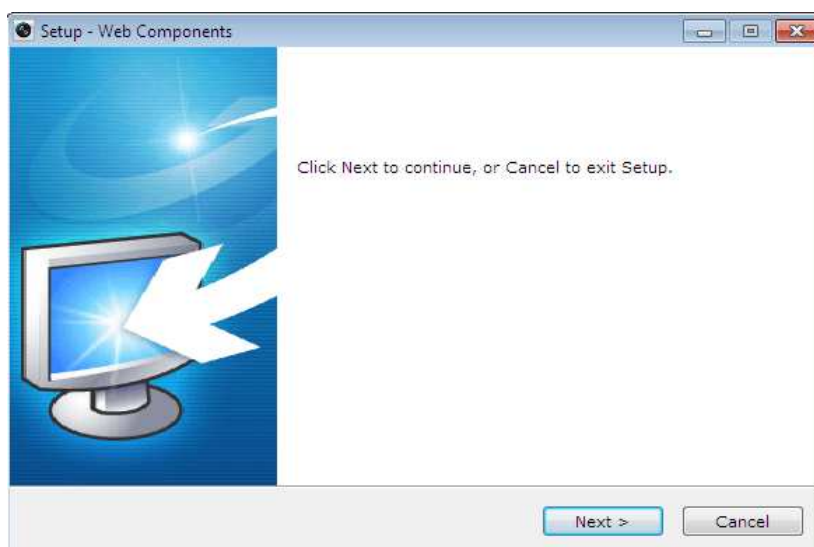 Setup - Web Components
Click Next to continue, or Cancel to exit Setup.
Next >
Cancel